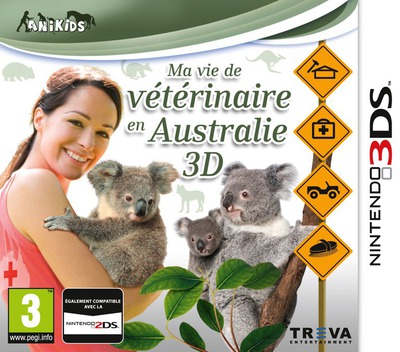 ANiKiDS
Ma vie de
vétérinaire
en Australie
3D
NINTENDO 3DS
3
www.pegi.info
ÉGALEMENT COMPATIBLE
AVEC LA
NINTENDO 2DS
TREVA
ENTERTAINMENT